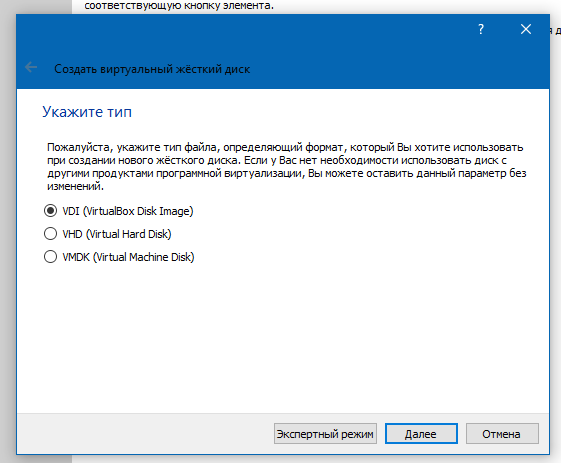 соответствующую кнопку элемента.
?
Создать виртуальный жёсткий диск
Укажите тип
Пожалуйста, укажите тип файла, определяющий формат, который Вы хотите использовать
при создании нового жёсткого диска. Если у Вас нет необходимости использовать диск с
другими продуктами программной виртуализации, Вы можете оставить данный параметр без
изменений.
VDI (VirtualBox Disk Image)
VHD (Virtual Hard Disk)
VMDK (Virtual Machine Disk)
Экспертный режим Далее Отмена